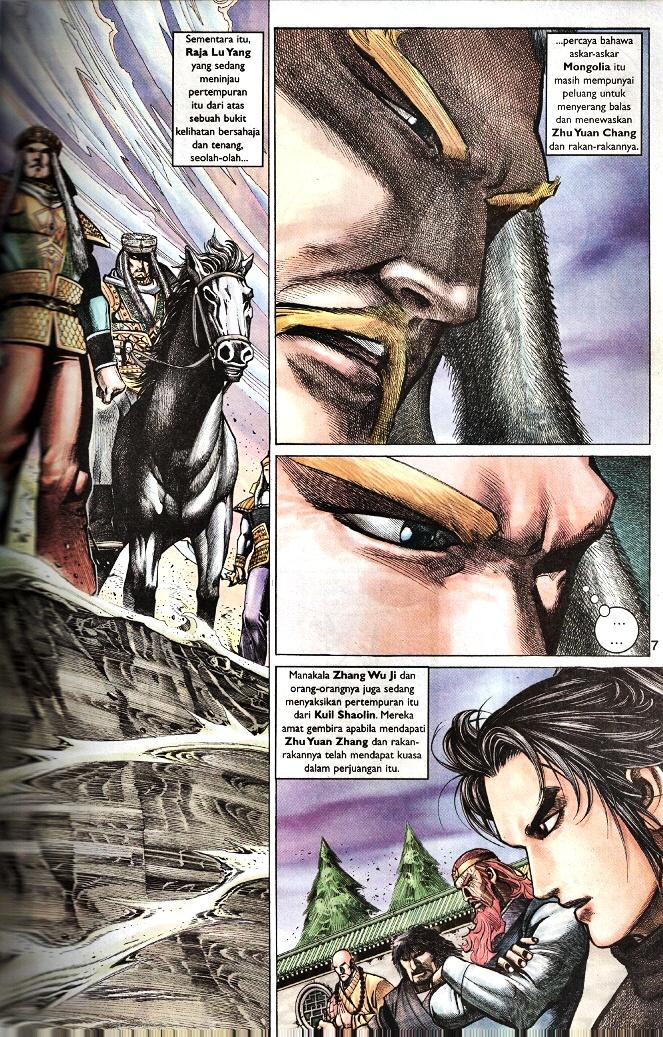 Sementara itu,
Raja Lu Yang
yang sedang
meninjau
pertempuran
itu dari atas
sebuah bukit
kelihatan bersahaja
dan tenang,
seolah-olah...
...percaya bahawa
askar-askar
Mongolia itu
masih mempunyai
peluang untuk
menyerang balas
dan menewaskan
Zhu Yuan Chang
dan rakan-rakannya.
...
...
7
Manakala Zhang Wu Ji dan
orang-orangnya juga sedang
menyaksikan pertempuran itu
dari Kuil Shaolin. Mereka
amat gembira apabila mendapati
Zhu Yuan Zhang dan rakan-
rakannya telah mendapat kuasa
dalam perjuangan itu.